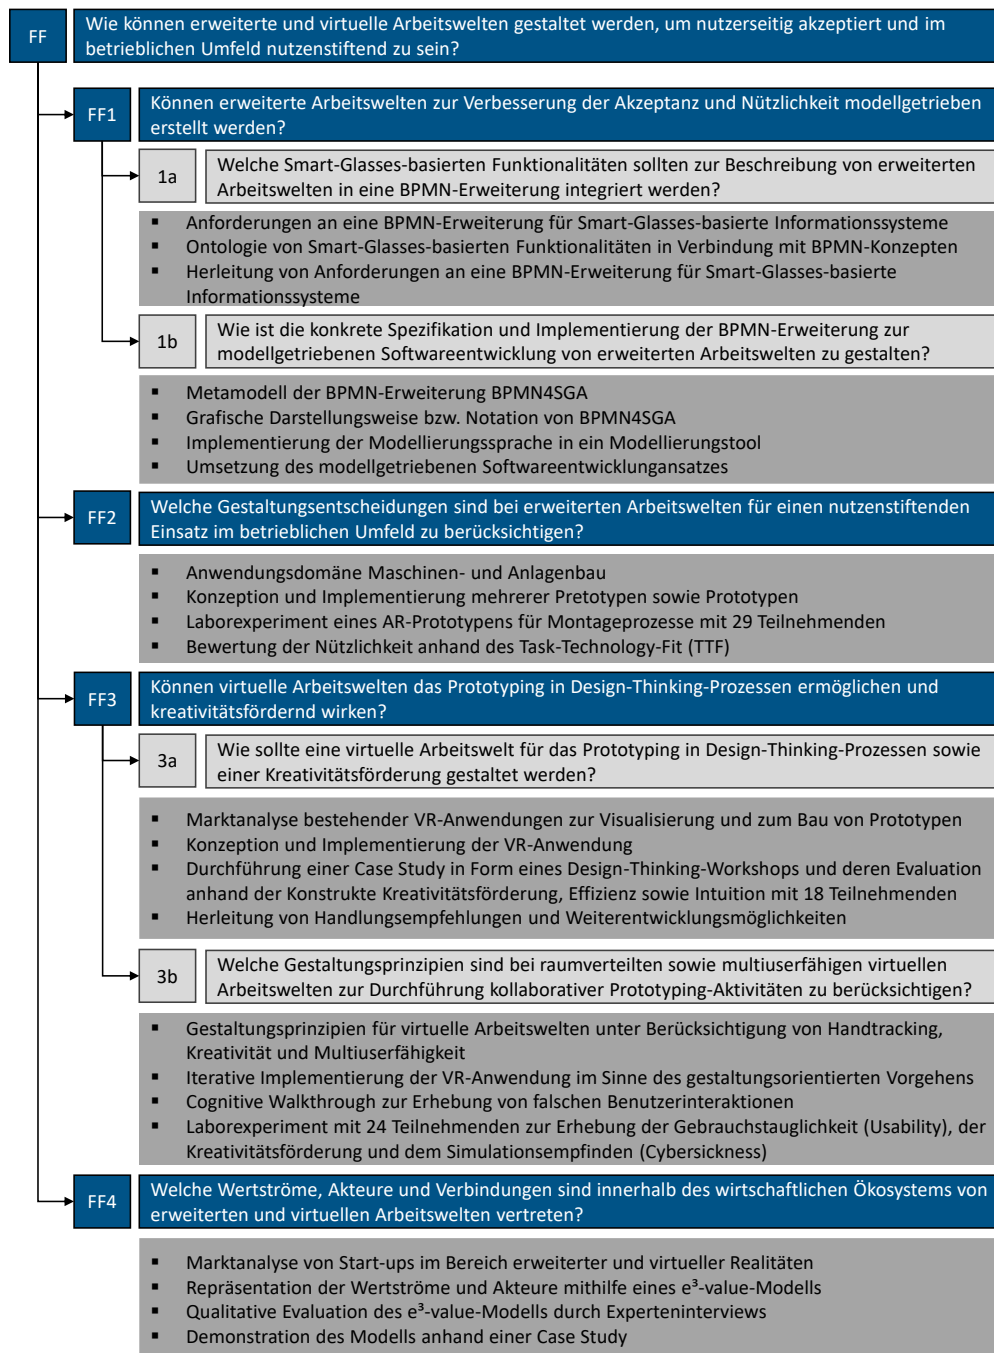 FF
Wie können erweiterte und virtuelle Arbeitswelten gestaltet werden, um nutzerseitig akzeptiert und im
betrieblichen Umfeld nutzenstiftend zu sein?
FF1
Können erweiterte Arbeitswelten zur Verbesserung der Akzeptanz und Nützlichkeit modellgetrieben
erstellt werden?
1a
Welche Smart-Glasses-basierten Funktionalitäten sollten zur Beschreibung von erweiterten
Arbeitswelten in eine BPMN-Erweiterung integriert werden?
▪ Anforderungen an eine BPMN-Erweiterung für Smart-Glasses-basierte Informationssysteme
▪ Ontologie von Smart-Glasses-basierten Funktionalitäten in Verbindung mit BPMN-Konzepten
▪ Herleitung von Anforderungen an eine BPMN-Erweiterung für Smart-Glasses-basierte
Informationssysteme
1b
Wie ist die konkrete Spezifikation und Implementierung der BPMN-Erweiterung zur
modellgetriebenen Softwareentwicklung von erweiterten Arbeitswelten zu gestalten?
▪ Metamodell der BPMN-Erweiterung BPMN4SGA
▪ Grafische Darstellungsweise bzw. Notation von BPMN4SGA
▪ Implementierung der Modellierungssprache in ein Modellierungstool
▪ Umsetzung des modellgetriebenen Softwareentwicklungansatzes
FF2
Welche Gestaltungsentscheidungen sind bei erweiterten Arbeitswelten für einen nutzenstiftenden
Einsatz im betrieblichen Umfeld zu berücksichtigen?
▪ Anwendungsdomäne Maschinen- und Anlagenbau
▪ Konzeption und Implementierung mehrerer Pretotypen sowie Prototypen
▪ Laborexperiment eines AR-Prototypens für Montageprozesse mit 29 Teilnehmenden
▪ Bewertung der Nützlichkeit anhand des Task-Technology-Fit (TTF)
FF3
Können virtuelle Arbeitswelten das Prototyping in Design-Thinking-Prozessen ermöglichen und
kreativitätsfördernd wirken?
3a
Wie sollte eine virtuelle Arbeitswelt für das Prototyping in Design-Thinking-Prozessen sowie
einer Kreativitätsförderung gestaltet werden?
▪ Marktanalyse bestehender VR-Anwendungen zur Visualisierung und zum Bau von Prototypen
▪ Konzeption und Implementierung der VR-Anwendung
▪ Durchführung einer Case Study in Form eines Design-Thinking-Workshops und deren Evaluation
anhand der Konstrukte Kreativitätsförderung, Effizienz sowie Intuition mit 18 Teilnehmenden
▪ Herleitung von Handlungsempfehlungen und Weiterentwicklungsmöglichkeiten
3b
Welche Gestaltungsprinzipien sind bei raumverteilten sowie multiuserfähigen virtuellen
Arbeitswelten zur Durchführung kollaborativer Prototyping-Aktivitäten zu berücksichtigen?
▪ Gestaltungsprinzipien für virtuelle Arbeitswelten unter Berücksichtigung von Handtracking,
Kreativität und Multiuserfähigkeit
▪ Iterative Implementierung der VR-Anwendung im Sinne des gestaltungsorientierten Vorgehens
▪ Cognitive Walkthrough zur Erhebung von falschen Benutzerinteraktionen
▪ Laborexperiment mit 24 Teilnehmenden zur Erhebung der Gebrauchstauglichkeit (Usability), der
Kreativitätsförderung und dem Simulationsempfinden (Cybersickness)
FF4
Welche Wertströme, Akteure und Verbindungen sind innerhalb des wirtschaftlichen Ökosystems von
erweiterten und virtuellen Arbeitswelten vertreten?
▪ Marktanalyse von Start-ups im Bereich erweiterter und virtueller Realitäten
▪ Repräsentation der Wertströme und Akteure mithilfe eines e³-value-Modells
▪ Qualitative Evaluation des e³-value-Modells durch Experteninterviews
▪ Demonstration des Modells anhand einer Case Study